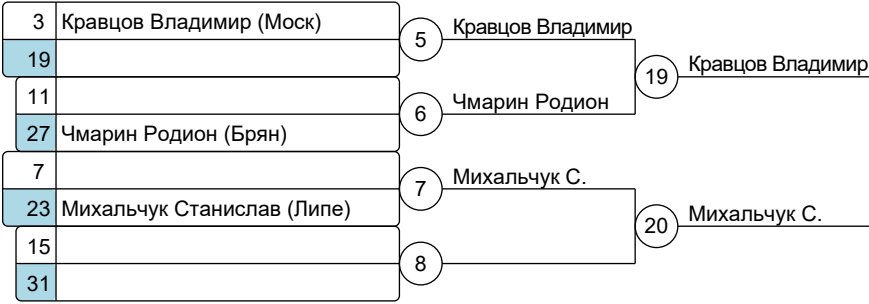 3 Кравцов Владимир (Моск)
19
5 Кравцов Владимир
19 Кравцов Владимир
11
27 Чмарин Родион (Брян)
6 Чмарин Родион
7
23 Михальчук Станислав (Липе)
7 Михальчук С.
20 Михальчук С.
15
31
8